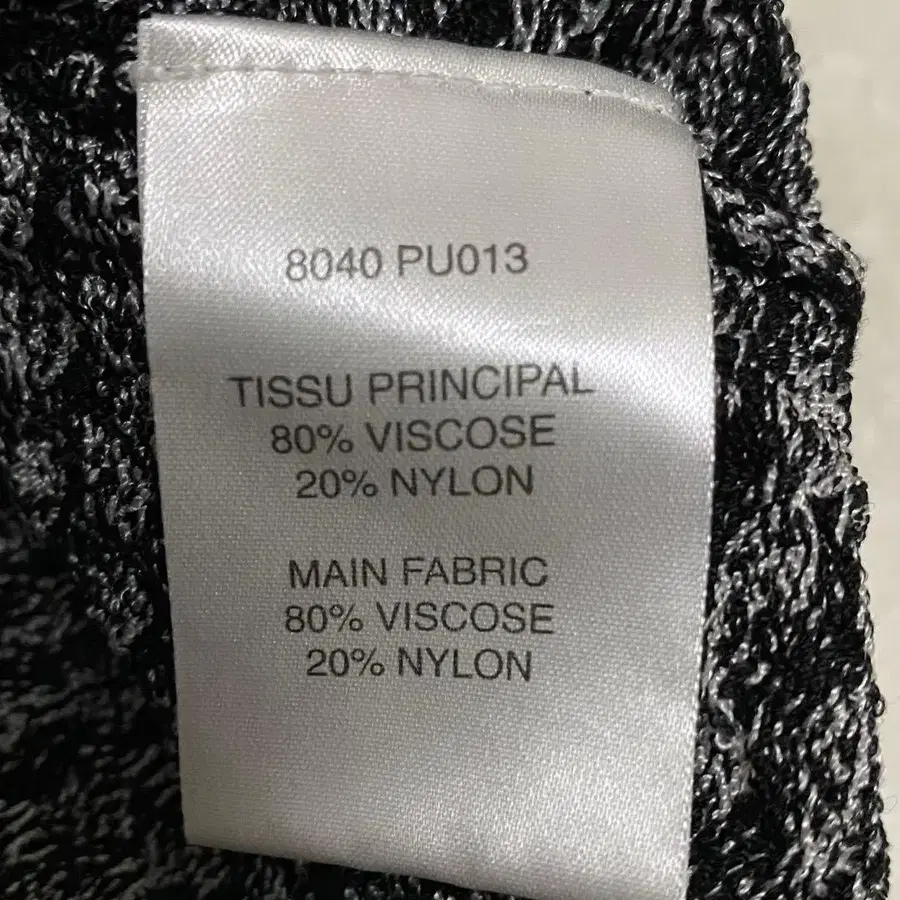 8040 PU013
TISSU PRINCIPAL
80% VISCOSE
20% NYLON
MAIN FABRIC
80% VISCOSE
20% NYLON